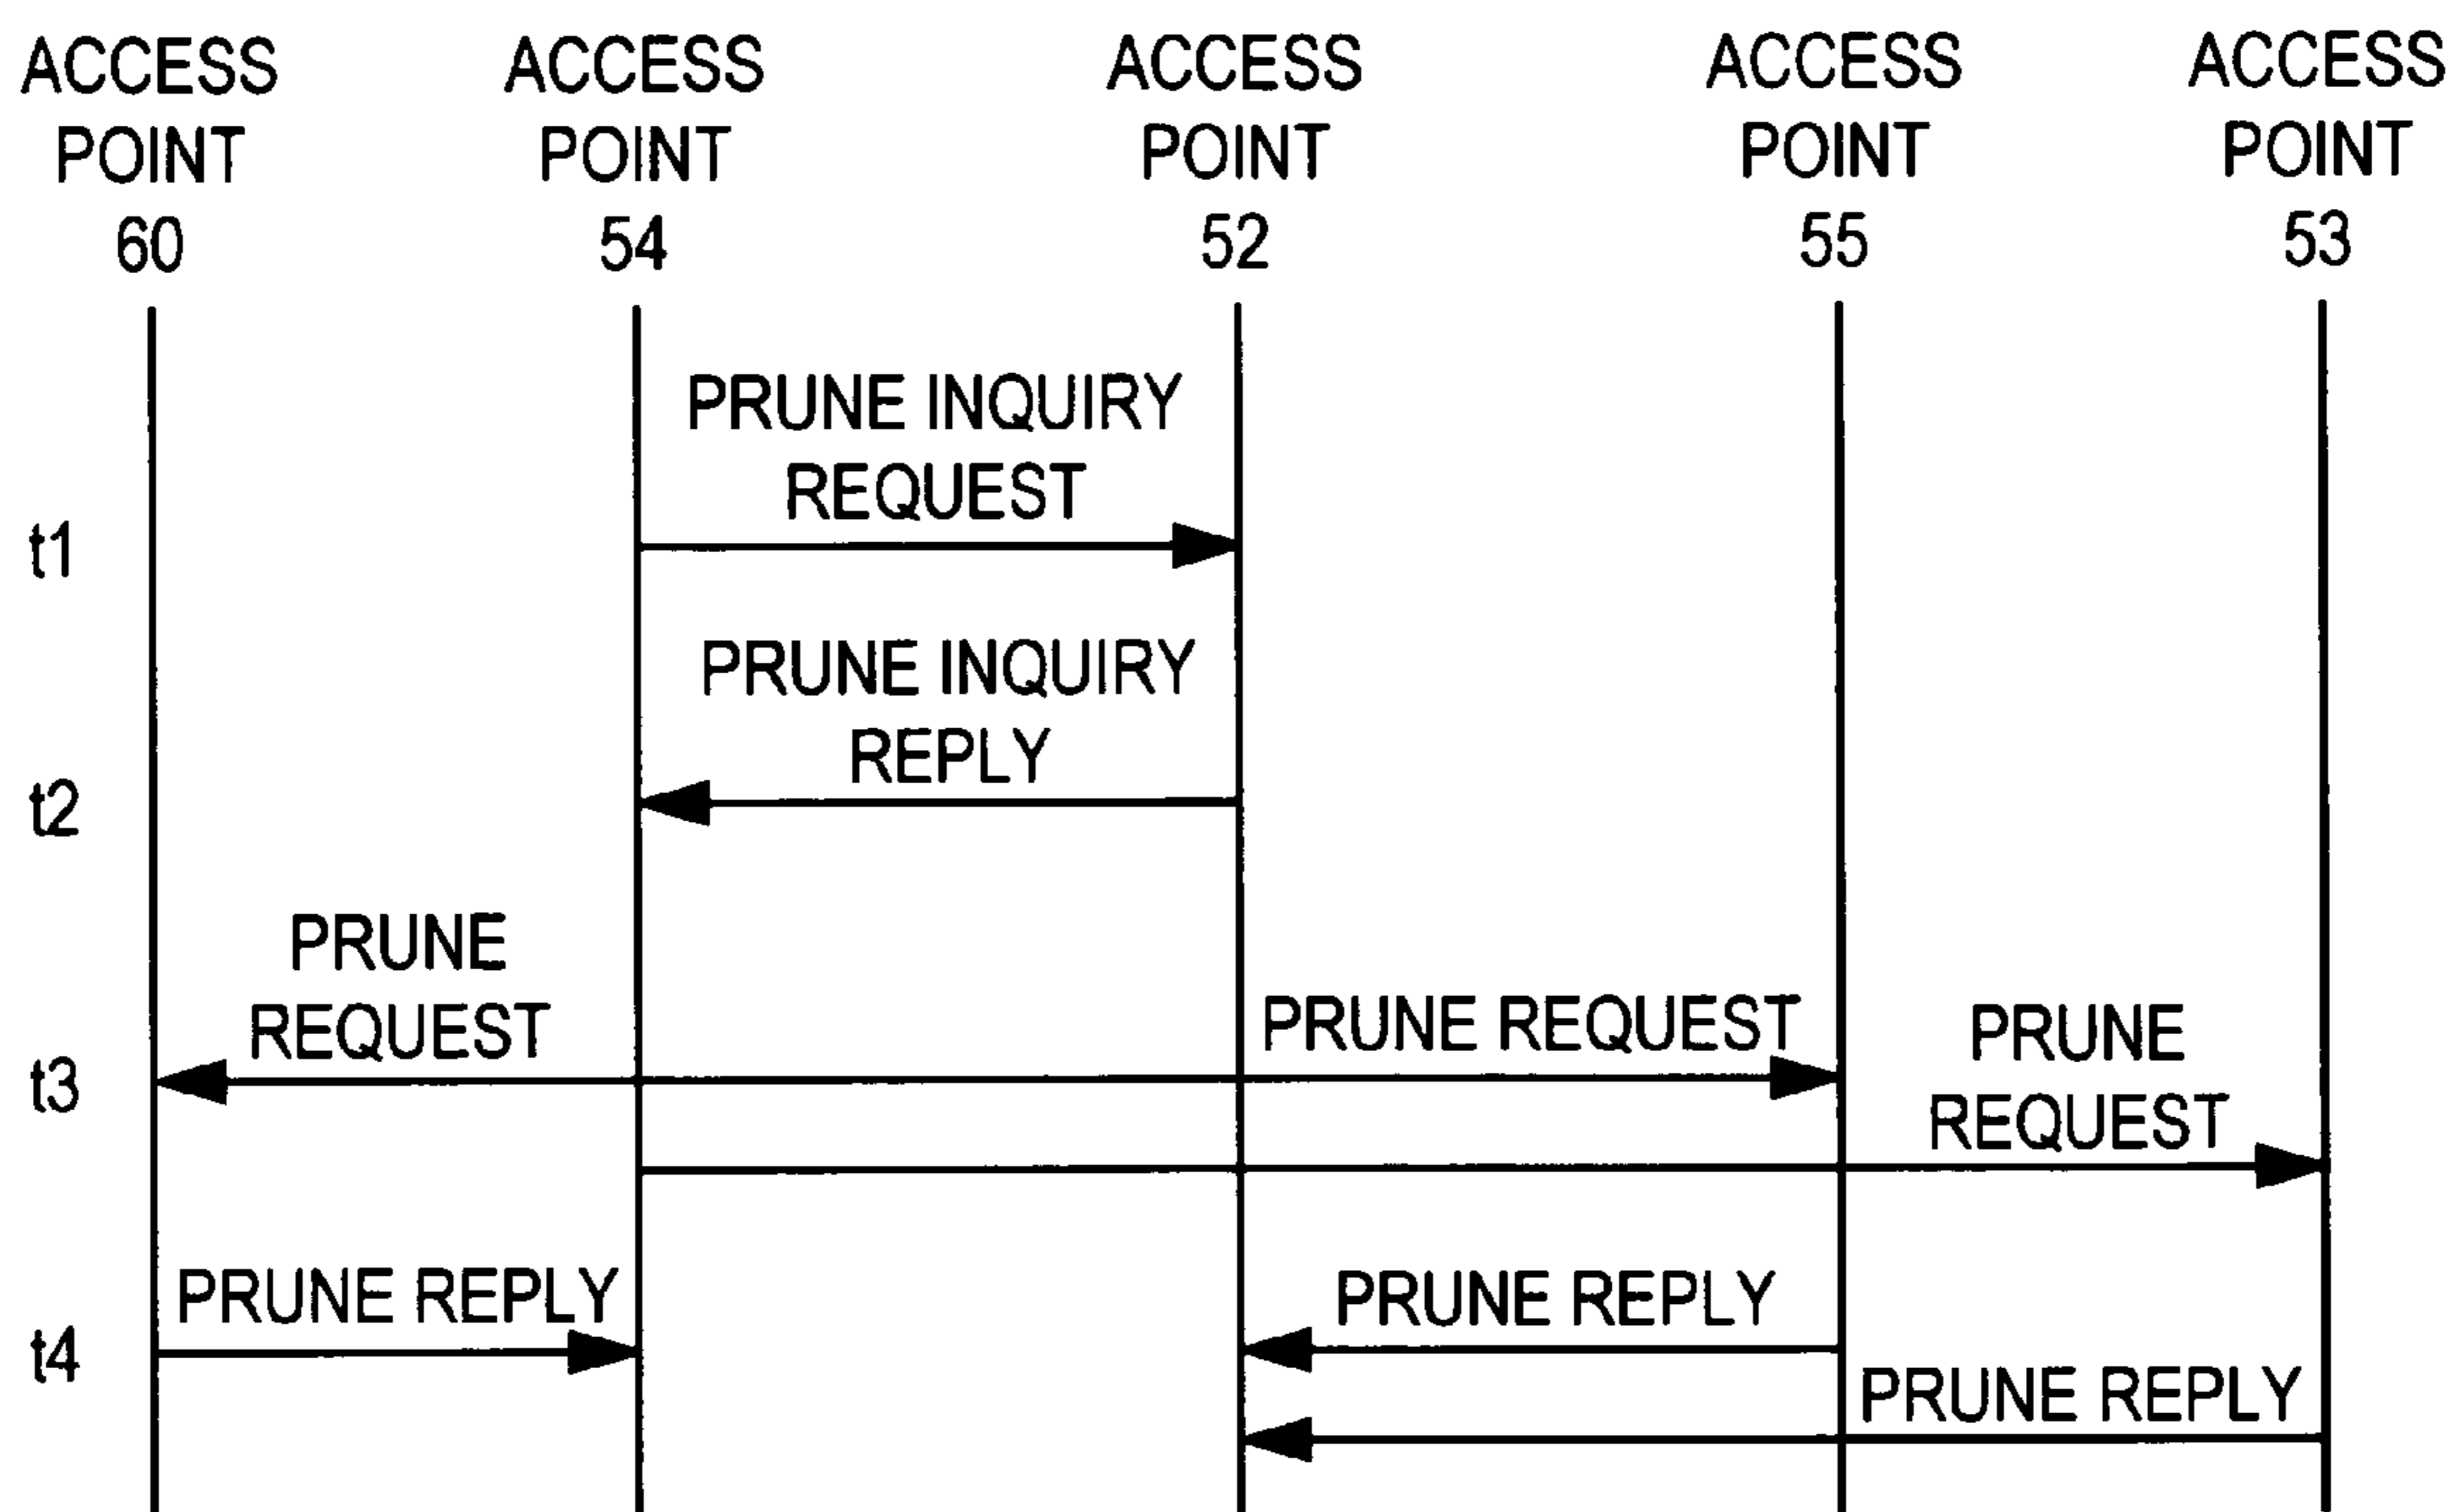 ACCESS
POINT
60
ACCESS
POINT
54
ACCESS
POINT
52
ACCESS
POINT
55
ACCESS
POINT
53
PRUNE INQUIRY
REQUEST
t1
PRUNE INQUIRY
REPLY
t2
PRUNE
REQUEST
PRUNE REQUEST
PRUNE
REQUEST
t3
PRUNE REPLY
PRUNE REPLY
t4
PRUNE REPLY